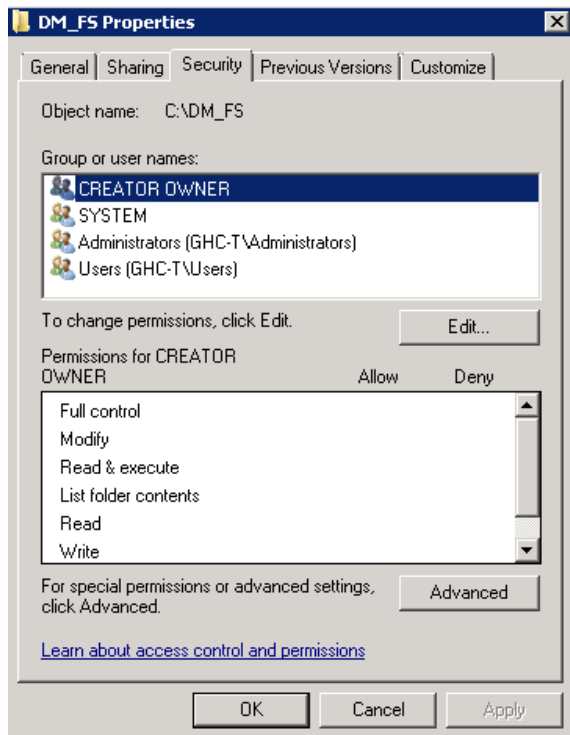 DM_FS Properties
General Sharing Security Previous Versions Customize
Object name: C:\DM_FS
Group or user names:
CREATOR OWNER
SYSTEM
Administrators (GHC-T\Administrators)
Users (GHC-T\Users)
To change permissions, click Edit.
Edit...
Permissions for CREATOR
OWNER Allow Deny
Full control
Modify
Read & execute
List folder contents
Read
Write
For special permissions or advanced settings,
click Advanced.
Advanced
Learn about access control and permissions
OK Cancel Apply